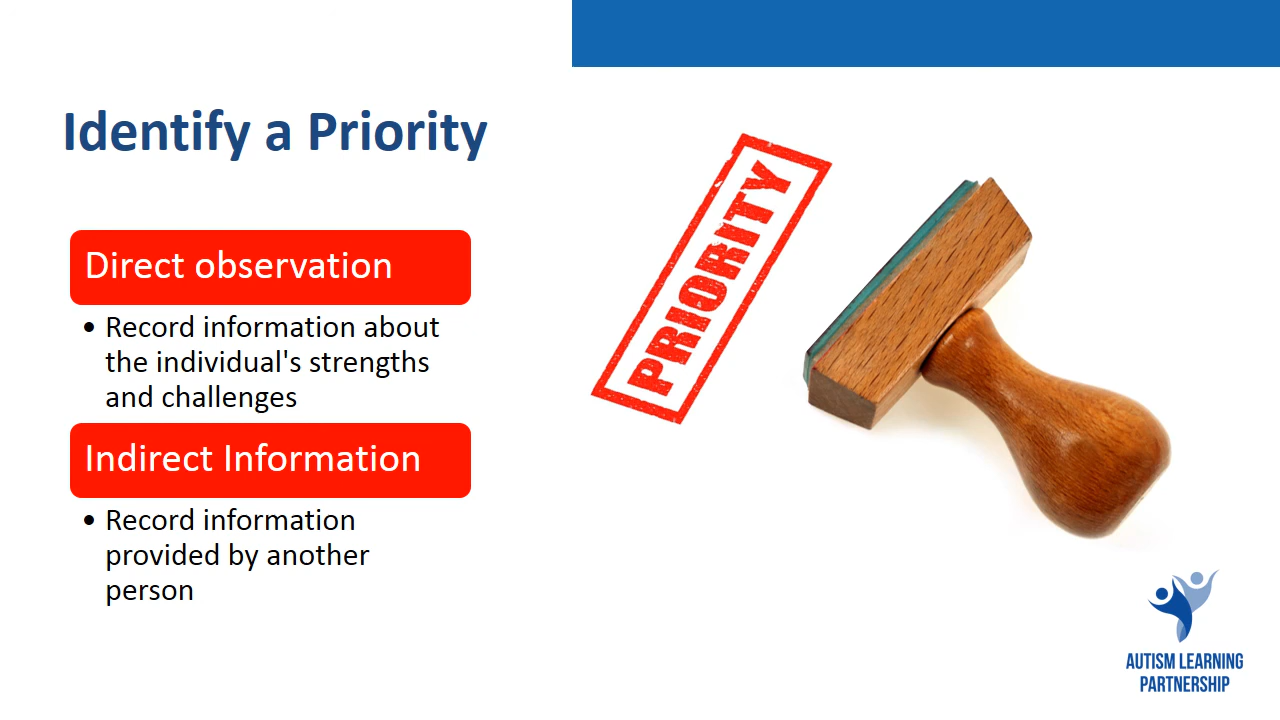 Identify a Priority
Direct observation
• Record information about
the individual's strengths
and challenges
Indirect Information
• Record information
provided by another
person
PRIORITY
AUTISM LEARNING
PARTNERSHIP